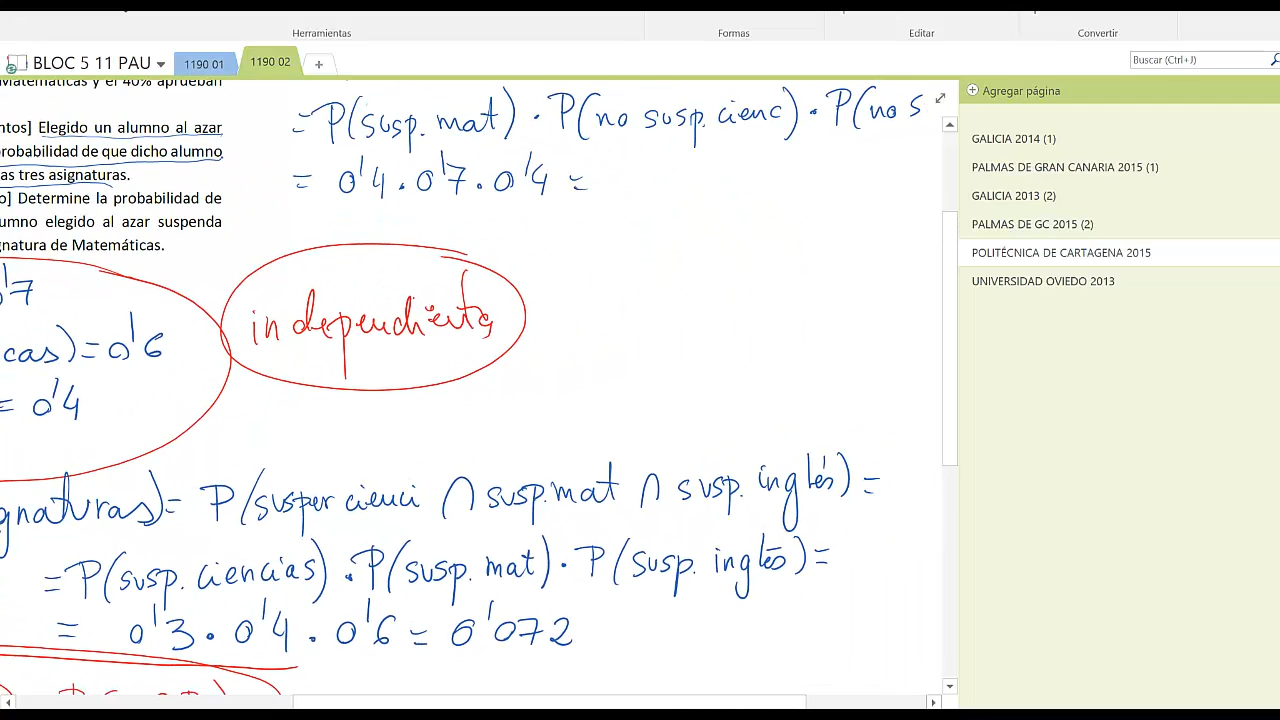 Herramientas Formas Editar Convertir
BLOC 5 11 PAU 1190 01 1190 02 + Buscar (Ctrl+J)
Matemáticas y el 40% aprueban
ntos] Elegido un alumno al azar
robabilidad de que dicho alumno
as tres asignaturas.
o] Determine la probabilidad de
umno elegido al azar suspenda
gnatura de Matemáticas.
= P(susp. mat) · P(no susp. cienc) · P(no s
= 0'4 · 0'7 · 0'4 =
0'7
independientes
cas) = 0'6
= 0'4
gnaturas) = P(susper cienci ∩ susp.mat ∩ susp. inglés) =
= P(susp. ciencias) · P(susp. mat) · P(susp. inglés) =
= 0'3 · 0'4 · 0'6 = 0'072
Agregar página
GALICIA 2014 (1)
PALMAS DE GRAN CANARIA 2015 (1)
GALICIA 2013 (2)
PALMAS DE GC 2015 (2)
POLITÉCNICA DE CARTAGENA 2015
UNIVERSIDAD OVIEDO 2013